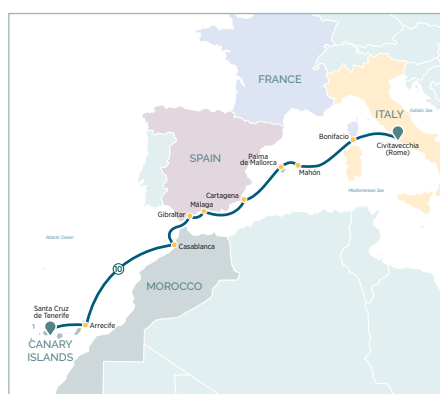 FRANCE
Adriatic Sea
ITALY
Bonifacio
Civitavecchia
(Rome)
SPAIN
Palma
de Mallorca
Mahón
Mediterranean Sea
Cartagena
Málaga
Gibraltar
Atlantic Ocean
Casablanca
10
MOROCCO
Santa Cruz
de Tenerife
1
Arrecife
CANARY
ISLANDS